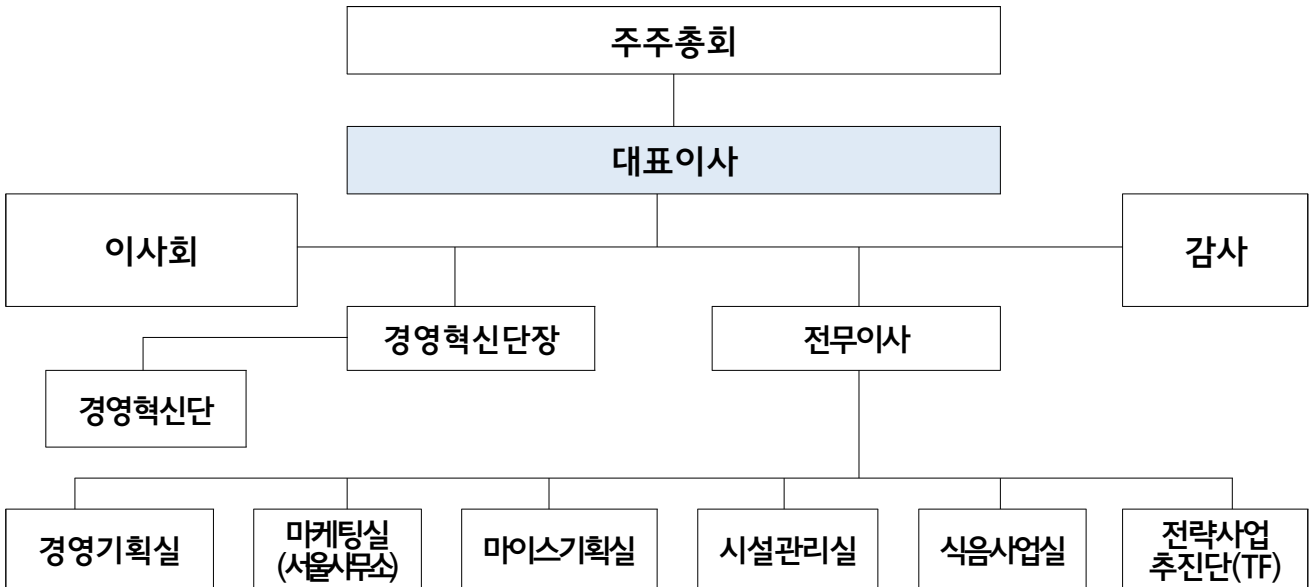 주주총회
대표이사
이사회
감사
경영혁신단장
전무이사
경영혁신단
경영기획실
마케팅실
(서울사무소)
마이스기획실
시설관리실
식음사업실
전략사업
추진단(TF)